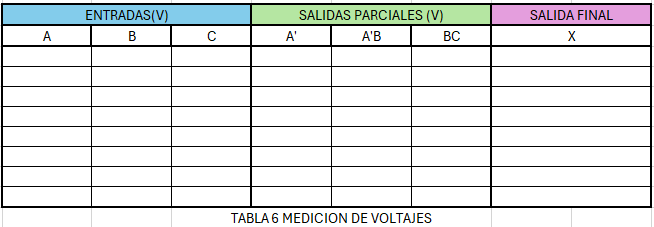 ENTRADAS(V) SALIDAS PARCIALES (V) SALIDA FINAL
A B C A' A'B BC X
TABLA 6 MEDICION DE VOLTAJES